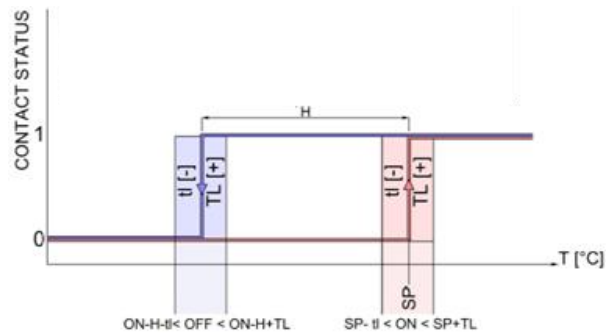 CONTACT STATUS
H
1
tl [-]
TL [+]
tl [-]
TL [+]
0
T [°C]
SP
ON-H-tl< OFF < ON-H+TL
SP- tl < ON < SP+TL